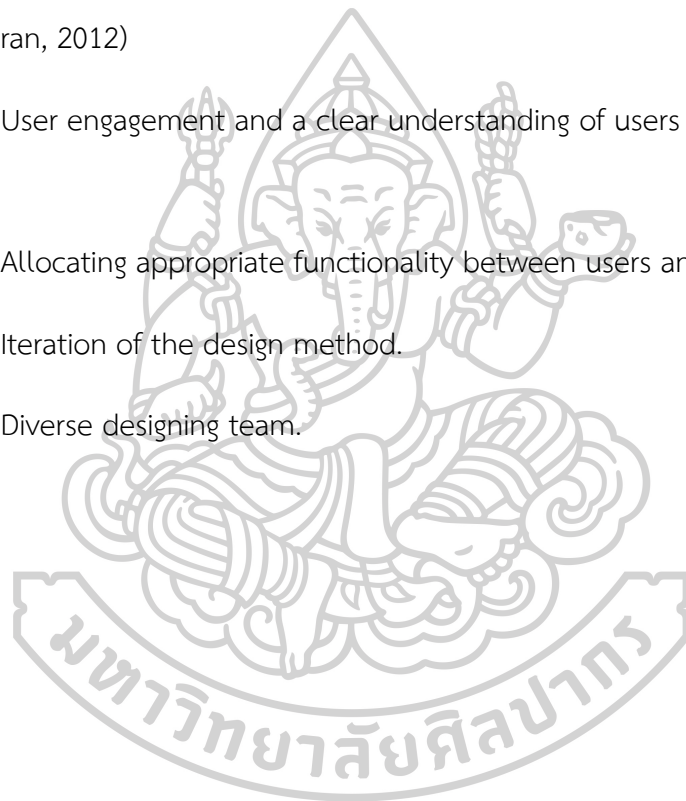 ran, 2012)
User engagement and a clear understanding of users
Allocating appropriate functionality between users an
Iteration of the design method.
Diverse designing team.
มหาวิทยาลัยศิลปากร